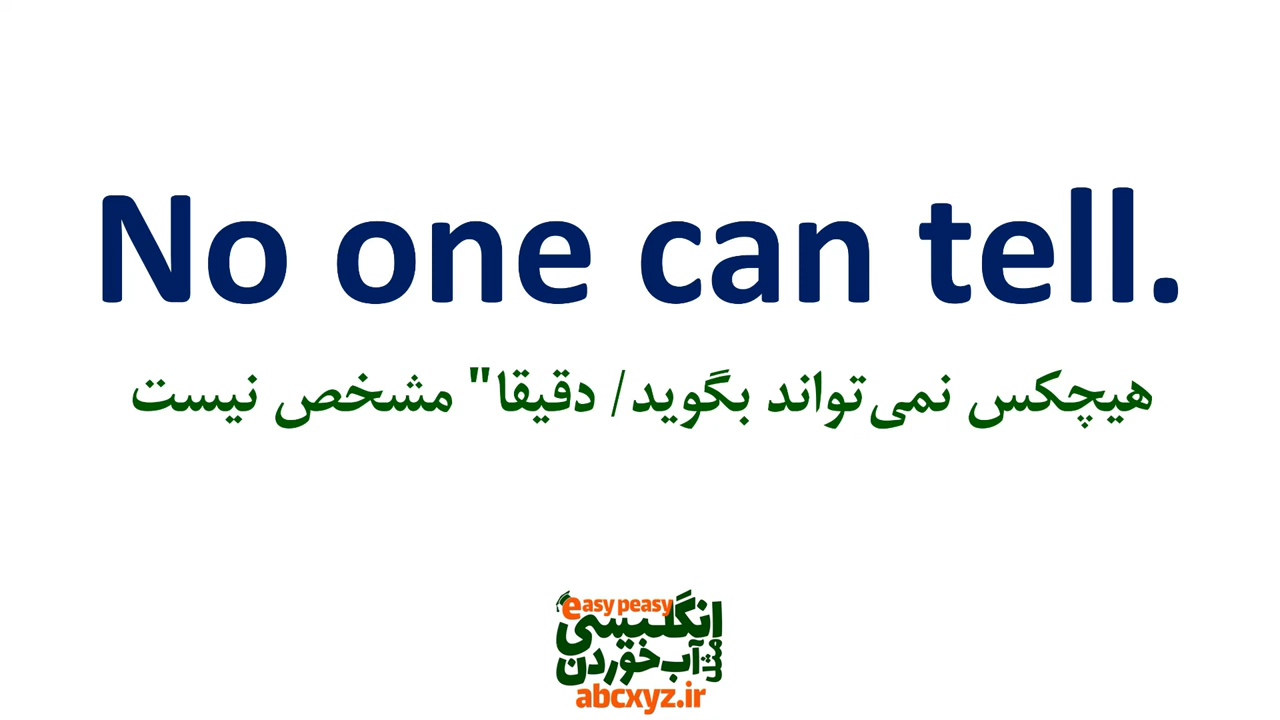 No one can tell.
هیچکس نمی‌تواند بگوید/ دقیقا" مشخص نیست
easy peasy
انگلیسی
مثل آب خوردن
abcxyz.ir